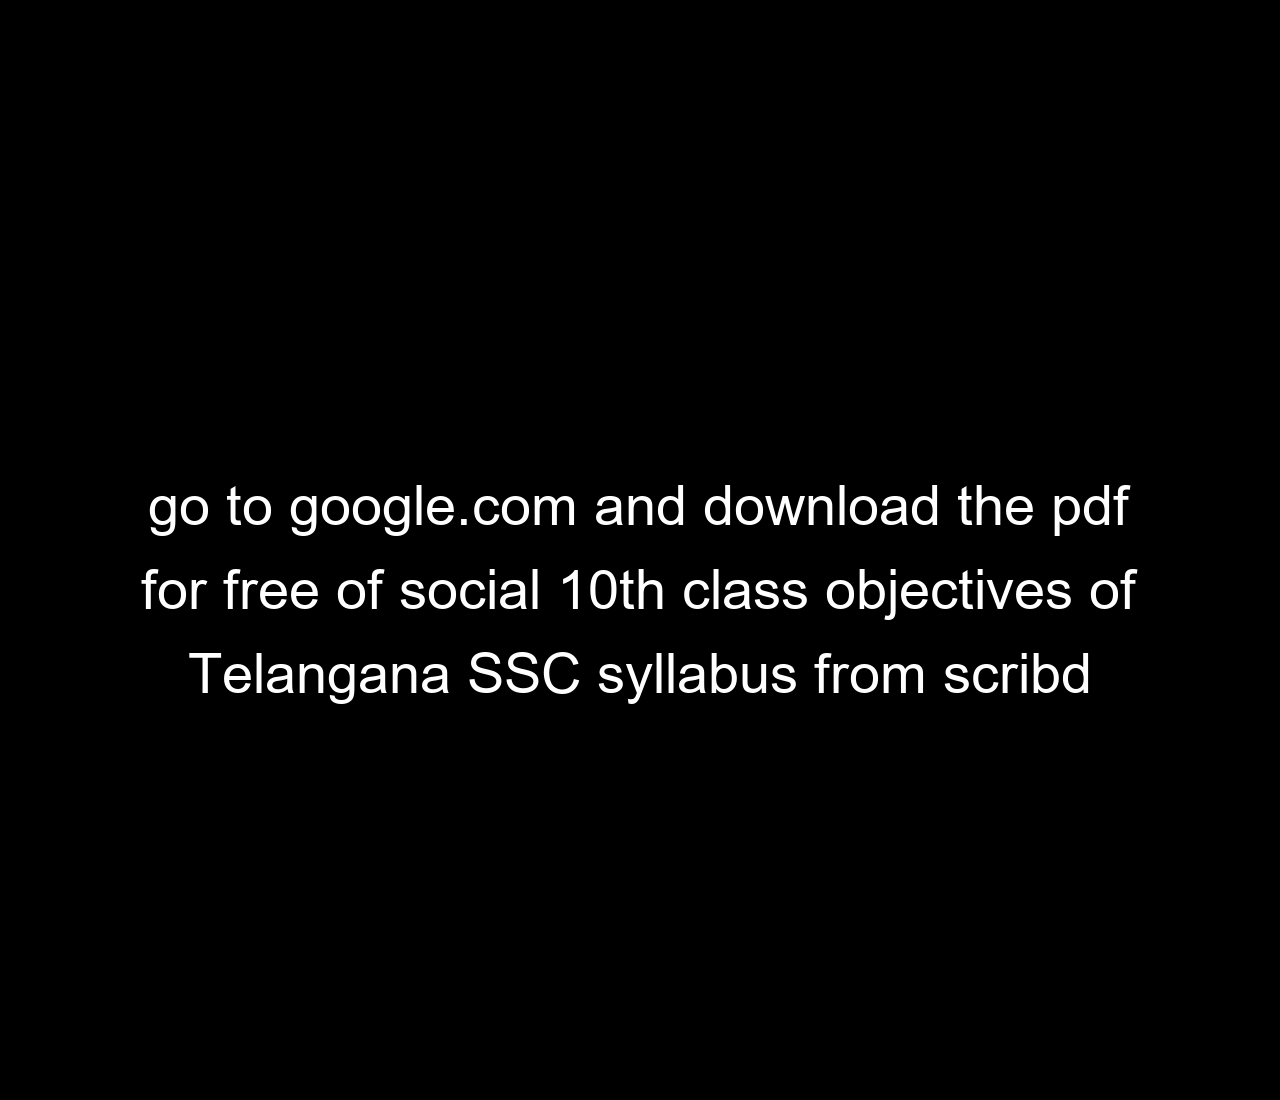 go to google.com and download the pdf
for free of social 10th class objectives of
Telangana SSC syllabus from scribd